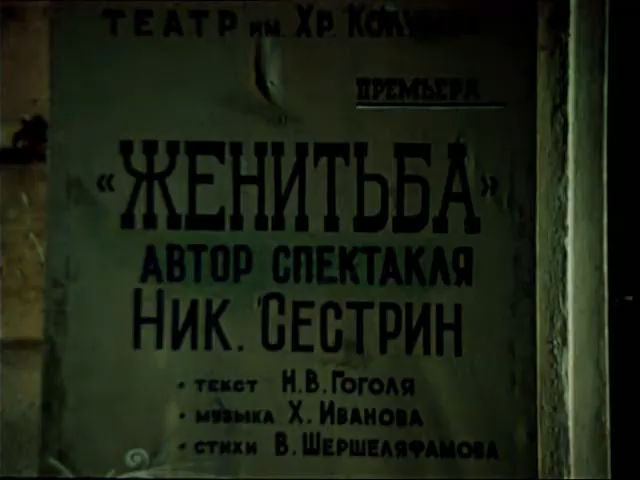 ТЕАТР им. ХР.
ПРЕМЬЕРА
«ЖЕНИТЬБА»
АВТОР СПЕКТАКЛЯ
НИК. СЕСТРИН
• ТЕКСТ Н.В.ГОГОЛЯ
• МУЗЫКА Х.ИВАНОВА
• СТИХИ В.ШЕРШЕЛЯФАМОВА